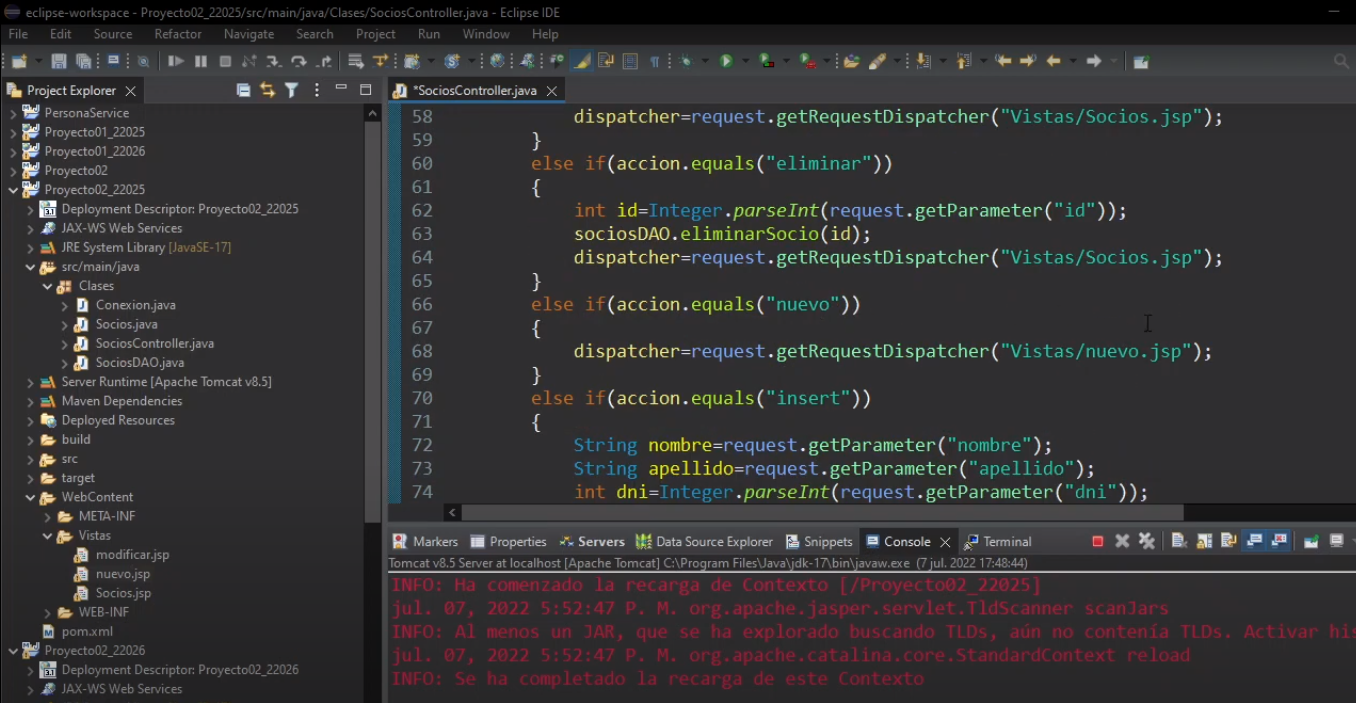 eclipse-workspace - Proyecto02_22025/src/main/java/Clases/SociosController.java - Eclipse IDE
File Edit Source Refactor Navigate Search Project Run Window Help
Project Explorer
PersonaService
Proyecto01_22025
Proyecto01_22026
Proyecto02
Proyecto02_22025
Deployment Descriptor: Proyecto02_22025
JAX-WS Web Services
JRE System Library [JavaSE-17]
src/main/java
Clases
Conexion.java
Socios.java
SociosController.java
SociosDAO.java
Server Runtime [Apache Tomcat v8.5]
Maven Dependencies
Deployed Resources
build
src
target
WebContent
META-INF
Vistas
modificar.jsp
nuevo.jsp
Socios.jsp
WEB-INF
pom.xml
Proyecto02_22026
Deployment Descriptor: Proyecto02_22026
JAX-WS Web Services
*SociosController.java
58 dispatcher=request.getRequestDispatcher("Vistas/Socios.jsp");
59 }
60 else if(accion.equals("eliminar"))
61 {
62 int id=Integer.parseInt(request.getParameter("id"));
63 sociosDAO.eliminarSocio(id);
64 dispatcher=request.getRequestDispatcher("Vistas/Socios.jsp");
65 }
66 else if(accion.equals("nuevo"))
67 {
68 dispatcher=request.getRequestDispatcher("Vistas/nuevo.jsp");
69 }
70 else if(accion.equals("insert"))
71 {
72 String nombre=request.getParameter("nombre");
73 String apellido=request.getParameter("apellido");
74 int dni=Integer.parseInt(request.getParameter("dni"));
Markers Properties Servers Data Source Explorer Snippets Console Terminal
Tomcat v8.5 Server at localhost [Apache Tomcat] C:\Program Files\Java\jdk-17\bin\javaw.exe (7 jul. 2022 17:48:44)
INFO: Ha comenzado la recarga de Contexto [/Proyecto02_22025]
jul. 07, 2022 5:52:47 P. M. org.apache.jasper.servlet.TldScanner scanJars
INFO: Al menos un JAR, que se ha explorado buscando TLDs, aún no contenía TLDs. Activar his
jul. 07, 2022 5:52:47 P. M. org.apache.catalina.core.StandardContext reload
INFO: Se ha completado la recarga de este Contexto